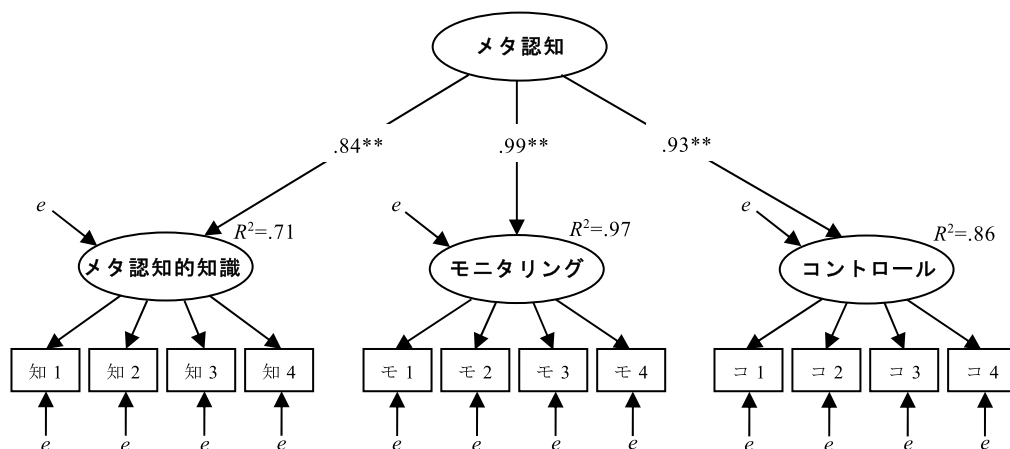 メタ認知
.84**
.99**
.93**
e
e
e
R²=.71
R²=.97
R²=.86
メタ認知的知識
モニタリング
コントロール
知 1
知 2
知 3
知 4
モ 1
モ 2
モ 3
モ 4
コ 1
コ 2
コ 3
コ 4
e
e
e
e
e
e
e
e
e
e
e
e